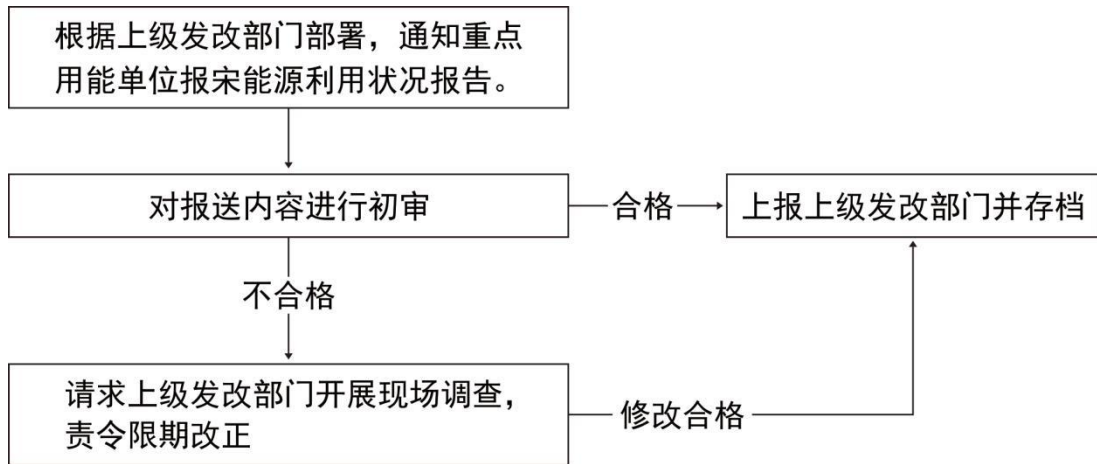 根据上级发改部门部署，通知重点
用能单位报宋能源利用状况报告。
对报送内容进行初审
合格
上报上级发改部门并存档
不合格
请求上级发改部门开展现场调查，
责令限期改正
修改合格